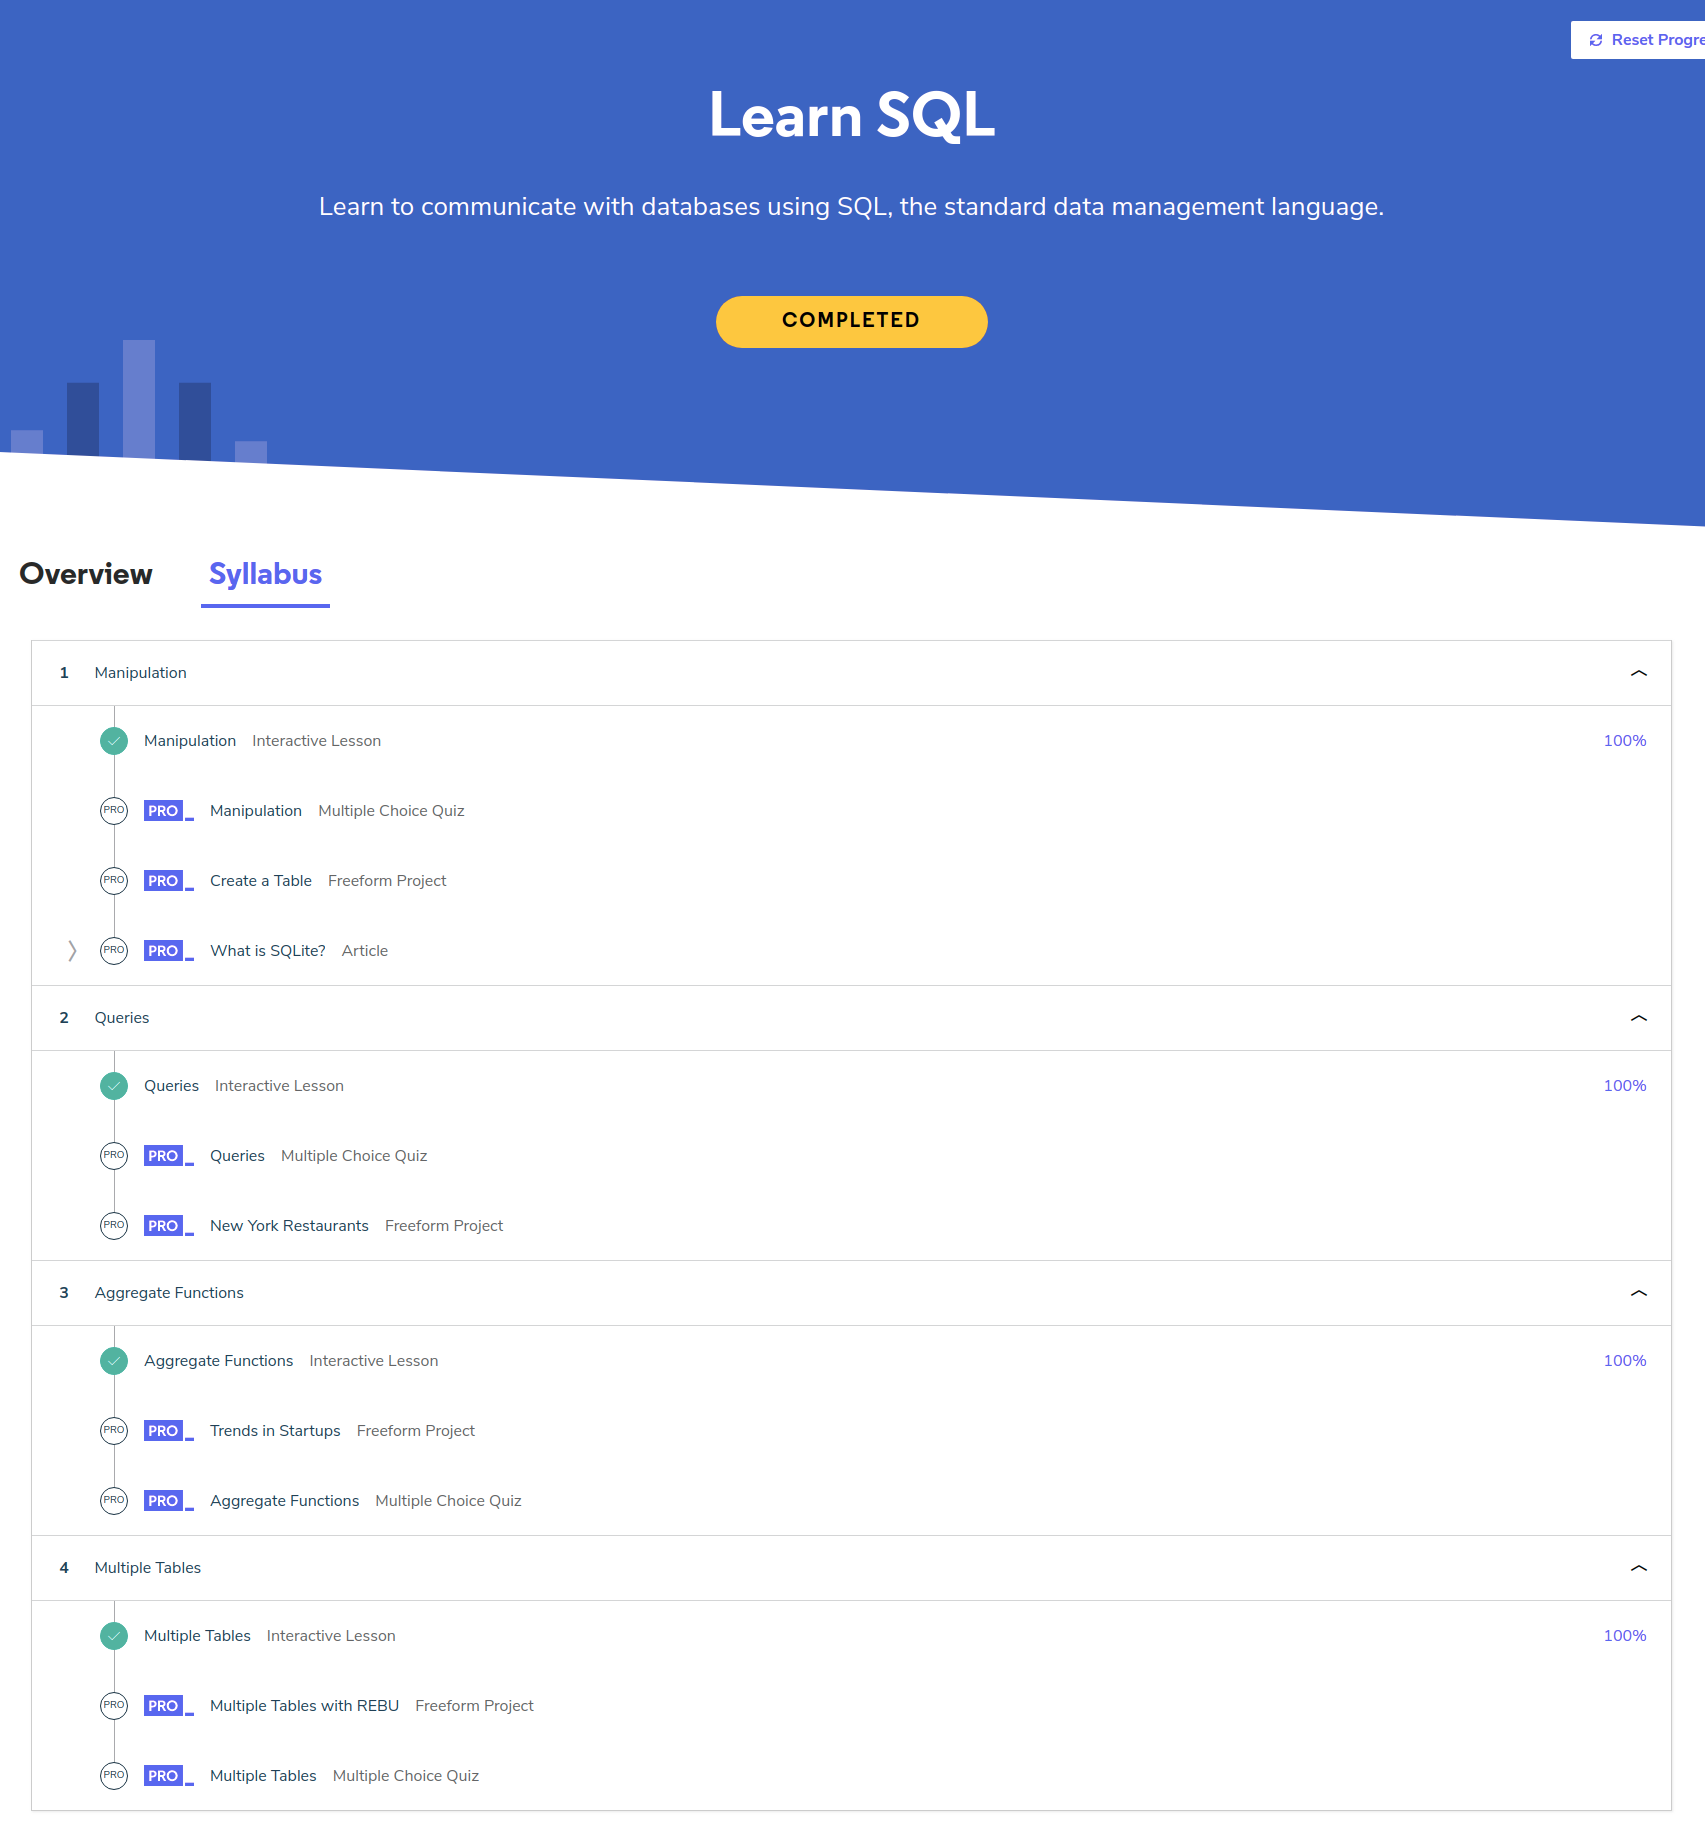 Reset Progre
Learn SQL
Learn to communicate with databases using SQL, the standard data management language.
COMPLETED
Overview Syllabus
1 Manipulation
Manipulation Interactive Lesson 100%
PRO PRO Manipulation Multiple Choice Quiz
PRO PRO Create a Table Freeform Project
PRO PRO What is SQLite? Article
2 Queries
Queries Interactive Lesson 100%
PRO PRO Queries Multiple Choice Quiz
PRO PRO New York Restaurants Freeform Project
3 Aggregate Functions
Aggregate Functions Interactive Lesson 100%
PRO PRO Trends in Startups Freeform Project
PRO PRO Aggregate Functions Multiple Choice Quiz
4 Multiple Tables
Multiple Tables Interactive Lesson 100%
PRO PRO Multiple Tables with REBU Freeform Project
PRO PRO Multiple Tables Multiple Choice Quiz